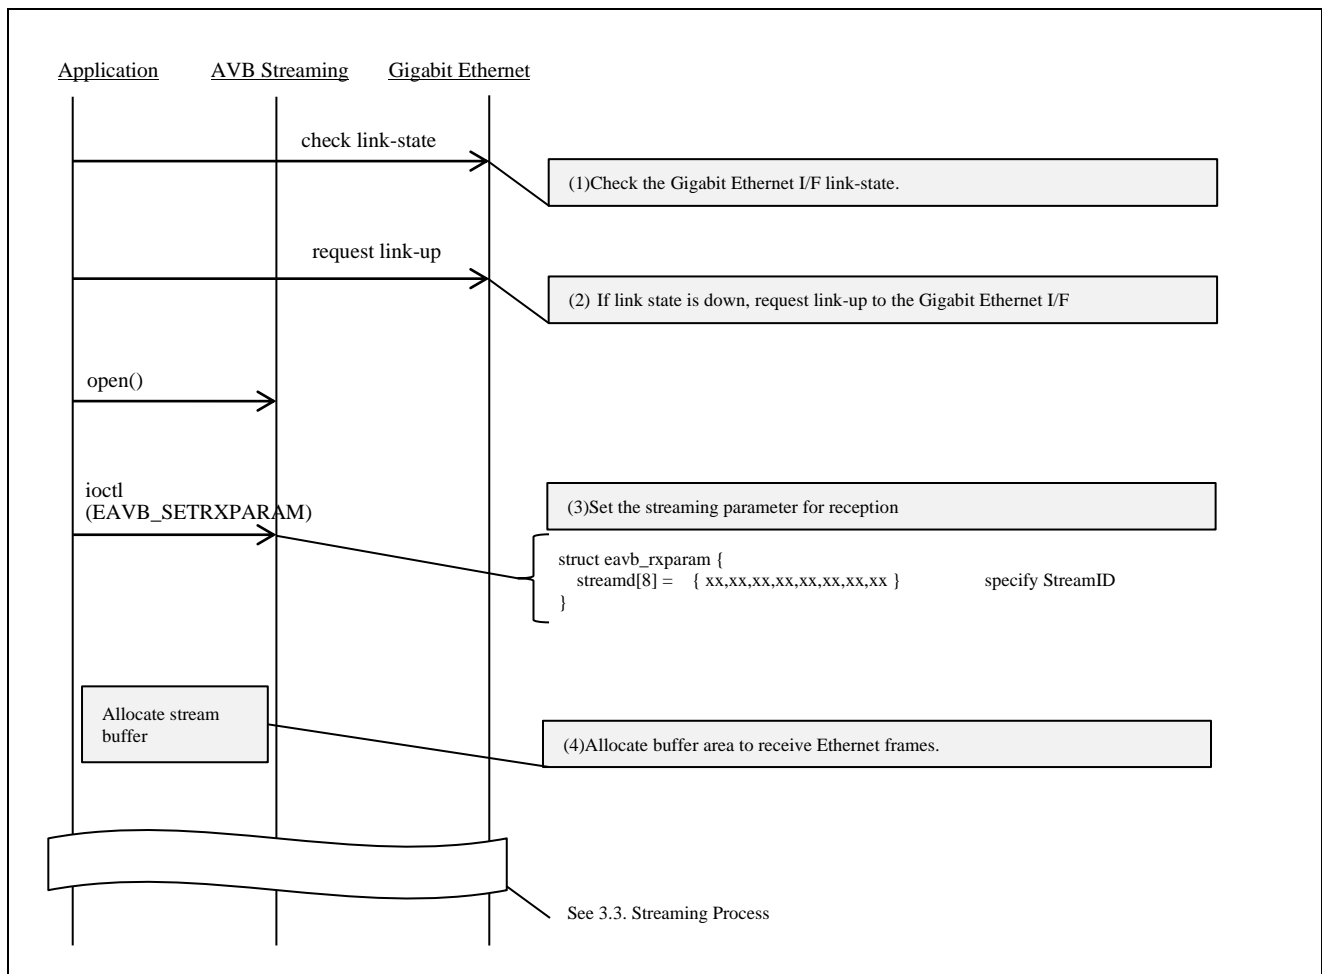 Application AVB Streaming Gigabit Ethernet
check link-state
(1)Check the Gigabit Ethernet I/F link-state.
request link-up
(2) If link state is down, request link-up to the Gigabit Ethernet I/F
open()
ioctl
(EAVB_SETRXPARAM)
(3)Set the streaming parameter for reception
struct eavb_rxparam {
streamd[8] = { xx,xx,xx,xx,xx,xx,xx,xx } specify StreamID
}
Allocate stream
buffer
(4)Allocate buffer area to receive Ethernet frames.
See 3.3. Streaming Process